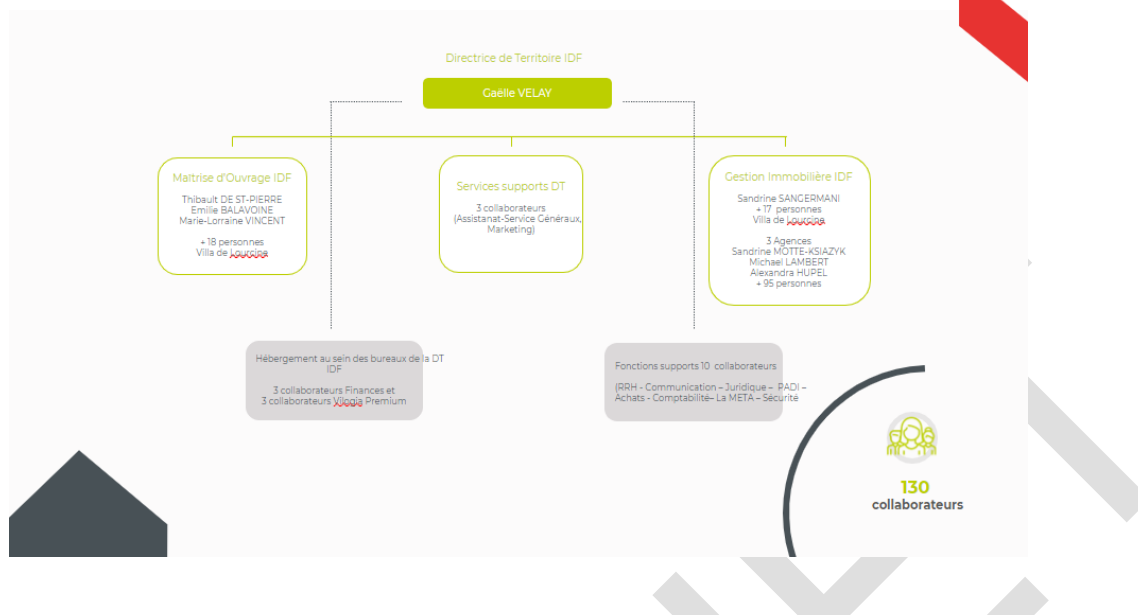 Directrice de Territoire IDF
Gaëlle VELAY
Maîtrise d'Ouvrage IDF
Thibault DE ST-PIERRE
Emilie BALAVOINE
Marie-Lorraine VINCENT
+ 18 personnes
Villa de Lourcine
Services supports DT
3 collaborateurs
(Assistanat-Service Généraux,
Marketing)
Gestion Immobilière IDF
Sandrine SANGERMANI
+ 17 personnes
Villa de Lourcine
3 Agences
Sandrine MOTTE-KSIAZYK
Michael LAMBERT
Alexandra HUPEL
+ 95 personnes
Hébergement au sein des bureaux de la DT
IDF
3 collaborateurs Finances et
3 collaborateurs Vilogia Premium
Fonctions supports 10 collaborateurs
(RRH - Communication – Juridique – PADI –
Achats - Comptabilité– La META – Sécurité
130
collaborateurs